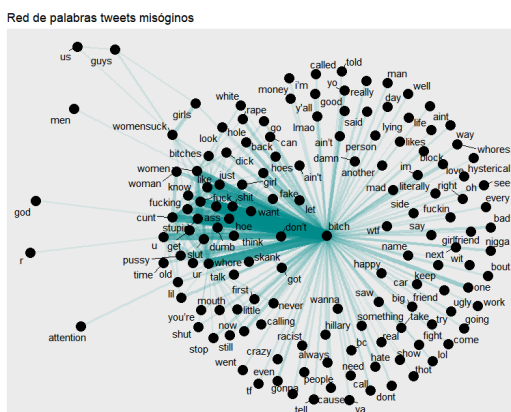 Red de palabras tweets misóginos
us
guys
called
told
i'm
yo
man
money
really
well
white
y'all
good
day
men
rape
said
aint
girls
go
lmao
lying
life
womensuck
look
hole
can
ain't
person
likes
way
back
whores
bitches
dick
hoes
damn
block
women
like
just
ain't
another
im
love
hysterical
woman
girl
know
fuck
shit
fake
mad
literally
right
oh
see
god
fucking
want
let
side
fuckin
every
cunt
ass
hoe
don't
bitch
wtf
say
bad
stupid
girlfriend
nigga
r
u
get
dumb
think
name
next
wit
pussy
slut
whore
skank
happy
bout
time
old
ur
talk
got
car
keep
one
lil
first
saw
big
friend
ugly
work
mouth
never
wanna
you're
little
something
take
try
going
attention
shut
now
calling
hillary
real
fight
come
stop
still
racist
bc
crazy
always
hate
show
lol
went
even
need
thot
tf
gonna
people
call
dont
tell
cause
ya